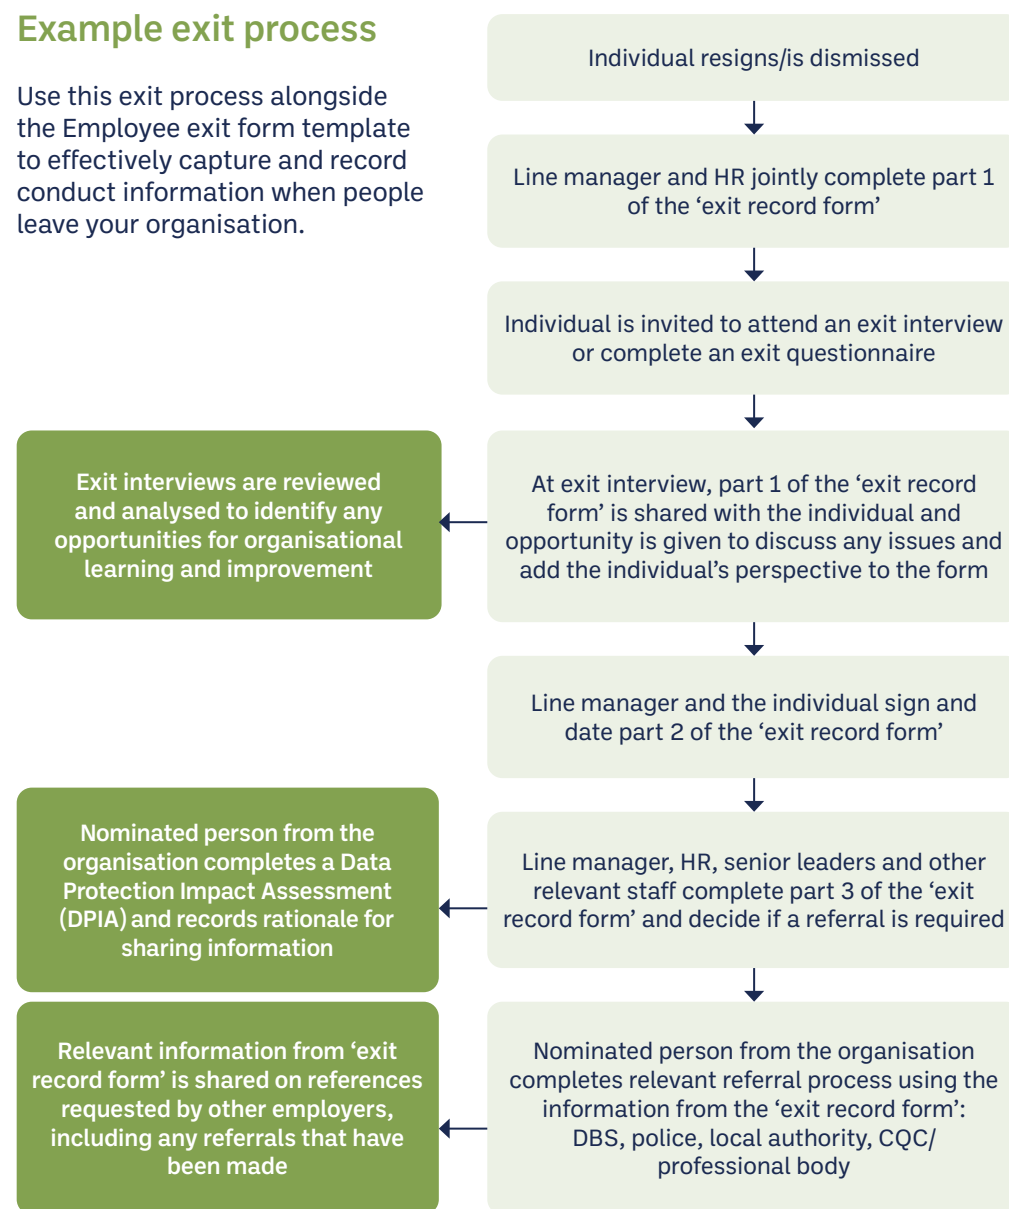 Example exit process
Use this exit process alongside
the Employee exit form template
to effectively capture and record
conduct information when people
leave your organisation.
Individual resigns/is dismissed
Line manager and HR jointly complete part 1
of the ‘exit record form’
Individual is invited to attend an exit interview
or complete an exit questionnaire
At exit interview, part 1 of the ‘exit record
form’ is shared with the individual and
opportunity is given to discuss any issues and
add the individual’s perspective to the form
Exit interviews are reviewed
and analysed to identify any
opportunities for organisational
learning and improvement
Line manager and the individual sign and
date part 2 of the ‘exit record form’
Line manager, HR, senior leaders and other
relevant staff complete part 3 of the ‘exit
record form’ and decide if a referral is required
Nominated person from the
organisation completes a Data
Protection Impact Assessment
(DPIA) and records rationale for
sharing information
Nominated person from the organisation
completes relevant referral process using the
information from the ‘exit record form’:
DBS, police, local authority, CQC/
professional body
Relevant information from ‘exit
record form’ is shared on references
requested by other employers,
including any referrals that have
been made